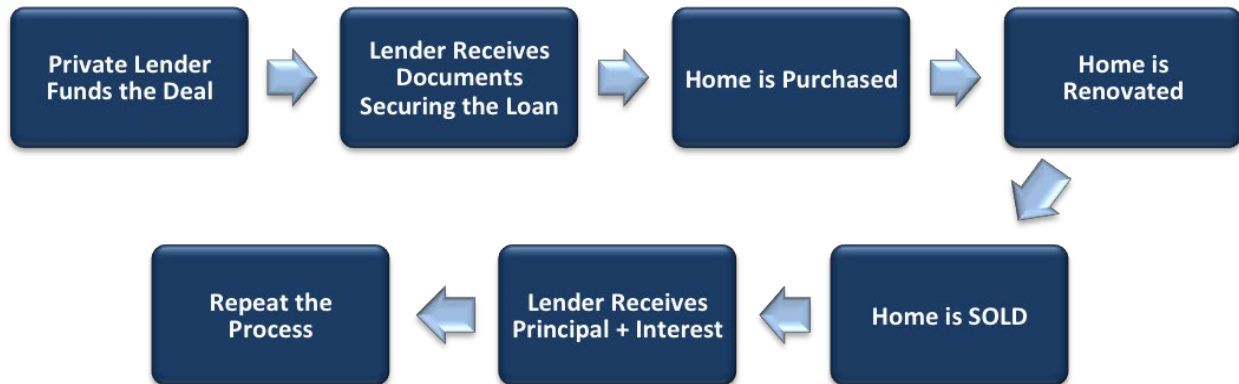 Private Lender
Funds the Deal
Lender Receives
Documents
Securing the Loan
Home is Purchased
Home is
Renovated
Home is SOLD
Lender Receives
Principal + Interest
Repeat the
Process